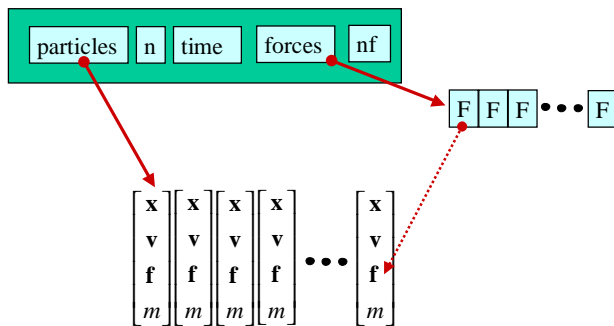 particles n time forces nf
F F F ••• F
x x x x x
v v v v v
f f f f ••• f
m m m m m